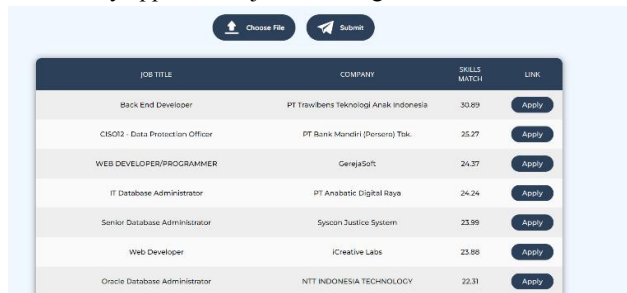 Choose File Submit
JOB TITLE COMPANY SKILLS MATCH LINK
Back End Developer PT Trawlbens Teknologi Anak Indonesia 30.89 Apply
CISO12 - Data Protection Officer PT Bank Mandiri (Persero) Tbk. 25.27 Apply
WEB DEVELOPER/PROGRAMMER GerejaSoft 24.37 Apply
IT Database Administrator PT Anabatic Digital Raya 24.24 Apply
Senior Database Administrator Syscon Justice System 23.99 Apply
Web Developer iCreative Labs 23.88 Apply
Oracle Database Administrator NTT INDONESIA TECHNOLOGY 22.31 Apply